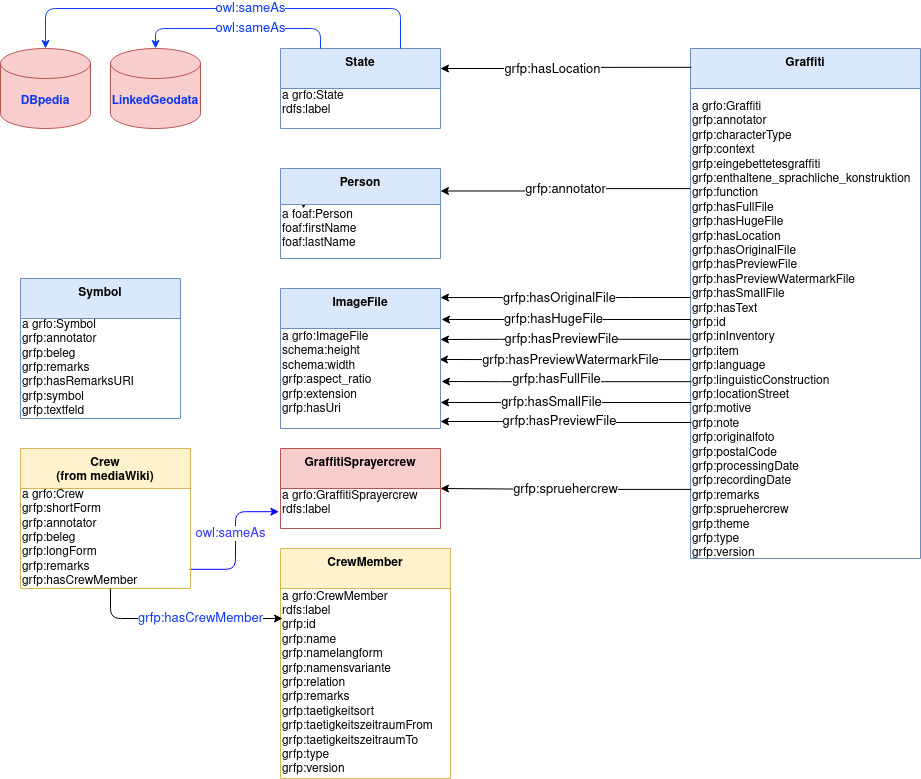 owl:sameAs
owl:sameAs
DBpedia
LinkedGeodata
State
a grfo:State
rdfs:label
grfp:hasLocation
Graffiti
a grfo:Graffiti
grfp:annotator
grfp:characterType
grfp:context
grfp:eingebettetesgraffiti
grfp:enthaltene_sprachliche_konstruktion
grfp:function
grfp:hasFullFile
grfp:hasHugeFile
grfp:hasLocation
grfp:hasOriginalFile
grfp:hasPreviewFile
grfp:hasPreviewWatermarkFile
grfp:hasSmallFile
grfp:hasText
grfp:id
grfp:inInventory
grfp:item
grfp:language
grfp:linguisticConstruction
grfp:locationStreet
grfp:motive
grfp:note
grfp:originalfoto
grfp:postalCode
grfp:processingDate
grfp:recordingDate
grfp:remarks
grfp:spruehercrew
grfp:theme
grfp:type
grfp:version
Person
a foaf:Person
foaf:firstName
foaf:lastName
grfp:annotator
Symbol
a grfo:Symbol
grfp:annotator
grfp:beleg
grfp:remarks
grfp:hasRemarksURI
grfp:symbol
grfp:textfeld
ImageFile
a grfo:ImageFile
schema:height
schema:width
grfp:aspect_ratio
grfp:extension
grfp:hasUri
grfp:hasOriginalFile
grfp:hasHugeFile
grfp:hasPreviewFile
grfp:hasPreviewWatermarkFile
grfp:hasFullFile
grfp:hasSmallFile
grfp:hasPreviewFile
Crew
(from mediaWiki)
a grfo:Crew
grfp:shortForm
grfp:annotator
grfp:beleg
grfp:longForm
grfp:remarks
grfp:hasCrewMember
owl:sameAs
GraffitiSprayercrew
a grfo:GraffitiSprayercrew
rdfs:label
grfp:spruehercrew
grfp:hasCrewMember
CrewMember
a grfo:CrewMember
rdfs:label
grfp:id
grfp:name
grfp:namelangform
grfp:namensvariante
grfp:relation
grfp:remarks
grfp:taetigkeitsort
grfp:taetigkeitszeitraumFrom
grfp:taetigkeitszeitraumTo
grfp:type
grfp:version